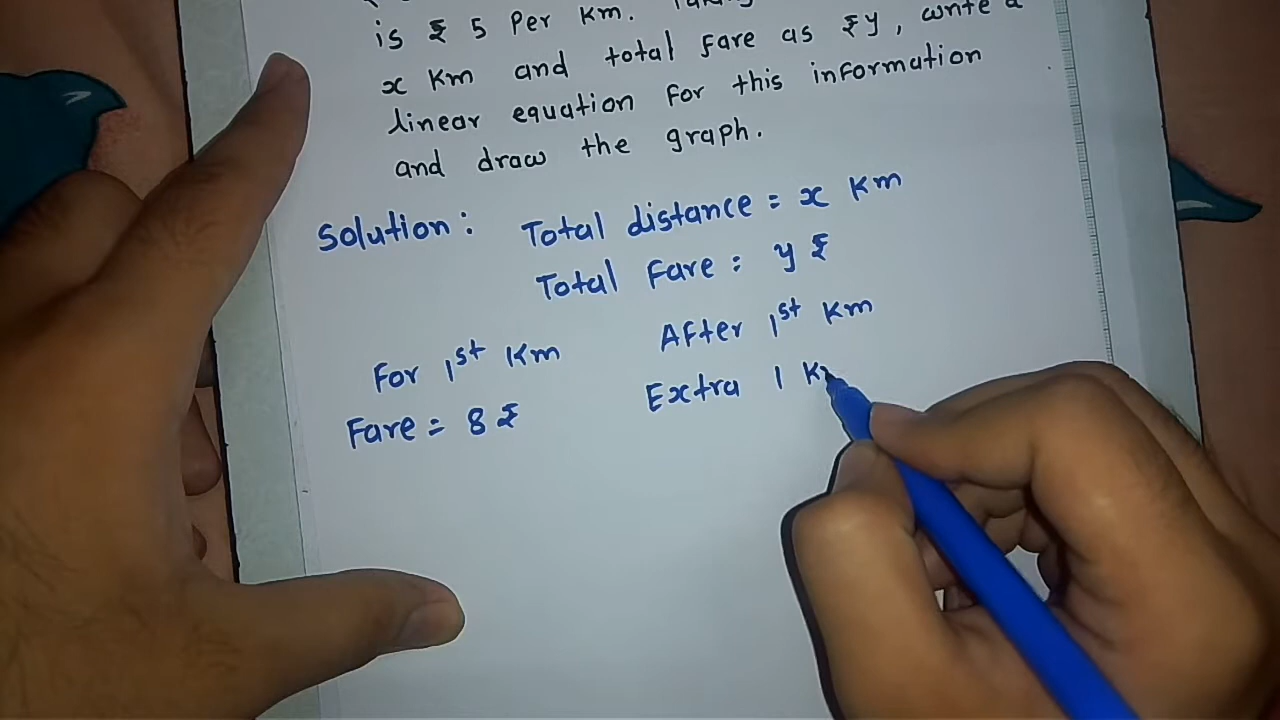 is ₹ 5 Per Km.
x Km and total Fare as ₹y, write a
linear equation for this information
and draw the graph.
Solution: Total distance = x Km
Total Fare = y ₹
For 1st Km After 1st Km
Fare = 8 ₹ Extra 1 Km